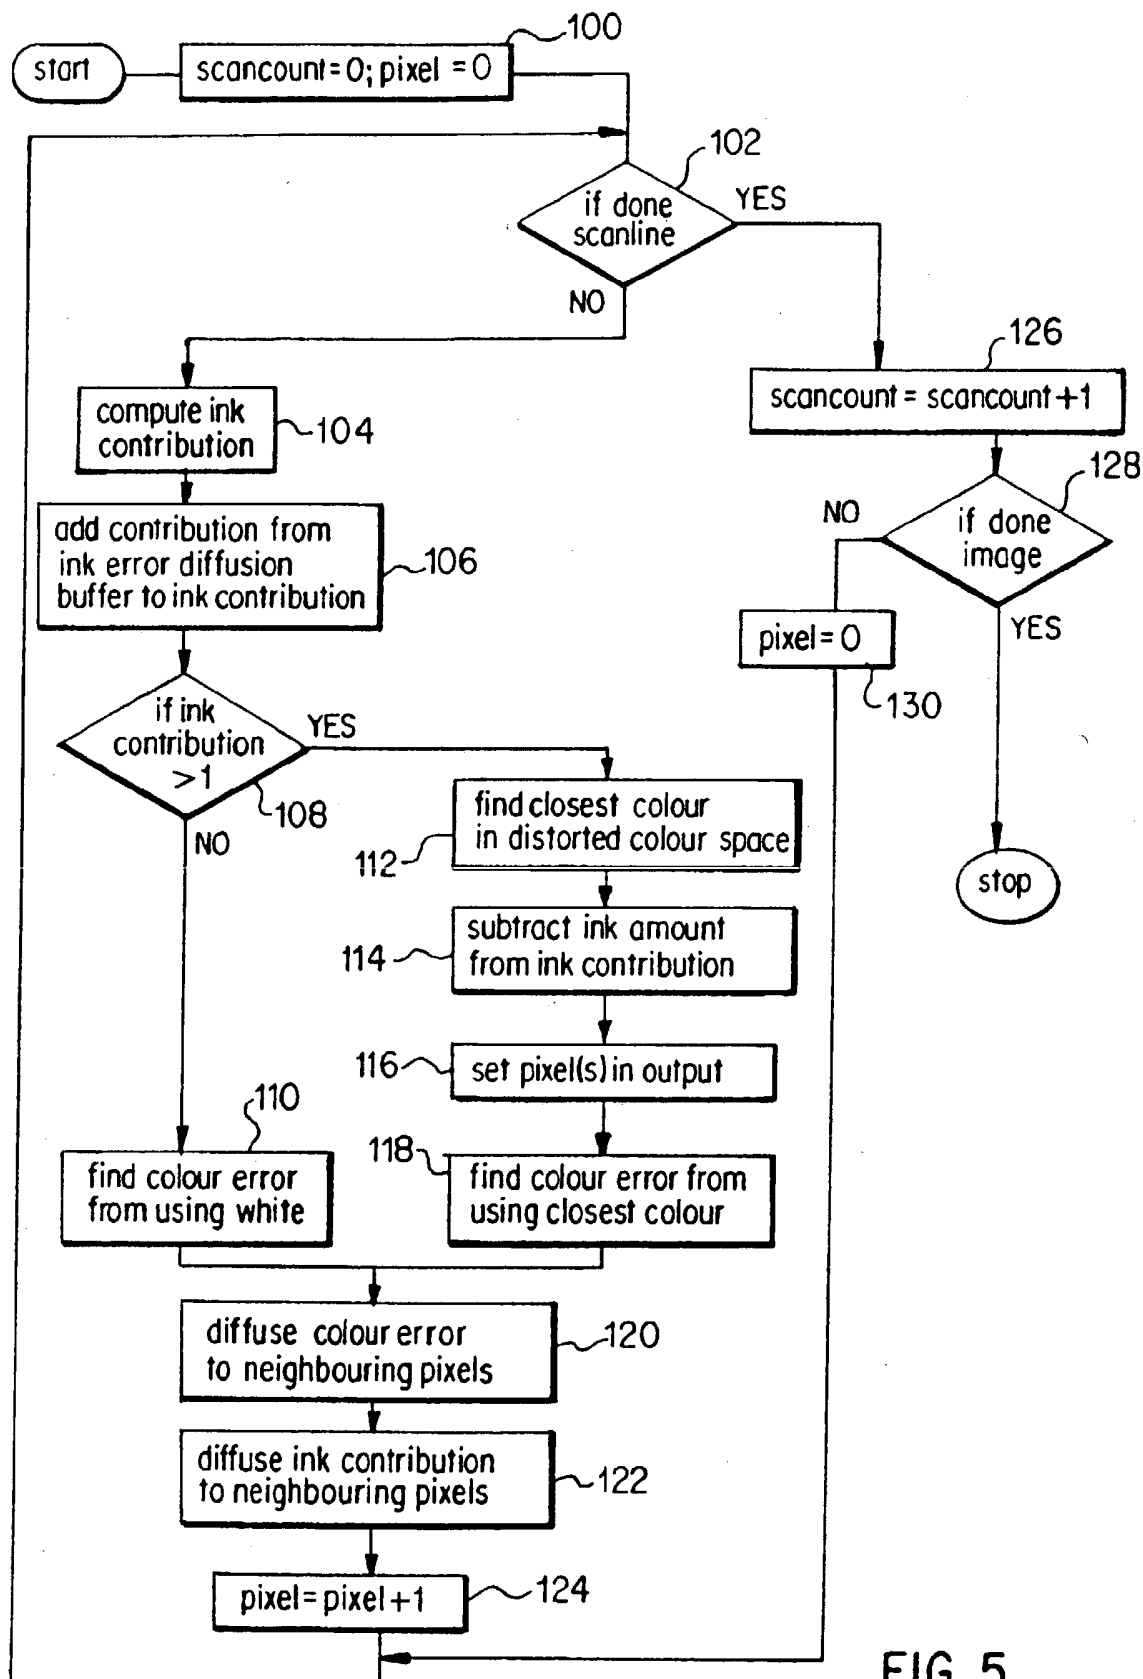 100
start
scancount=0; pixel =0
102
if done
scanline
YES
NO
126
scancount = scancount+1
compute ink
contribution
104
128
if done
image
NO
YES
add contribution from
ink error diffusion
buffer to ink contribution
106
pixel=0
130
if ink
contribution
>1
YES
108
NO
find closest colour
in distorted colour space
112
stop
subtract ink amount
from ink contribution
114
set pixel(s) in output
116
110
find colour error
from using white
118
find colour error from
using closest colour
diffuse colour error
to neighbouring pixels
120
diffuse ink contribution
to neighbouring pixels
122
pixel=pixel+1
124
FIG. 5